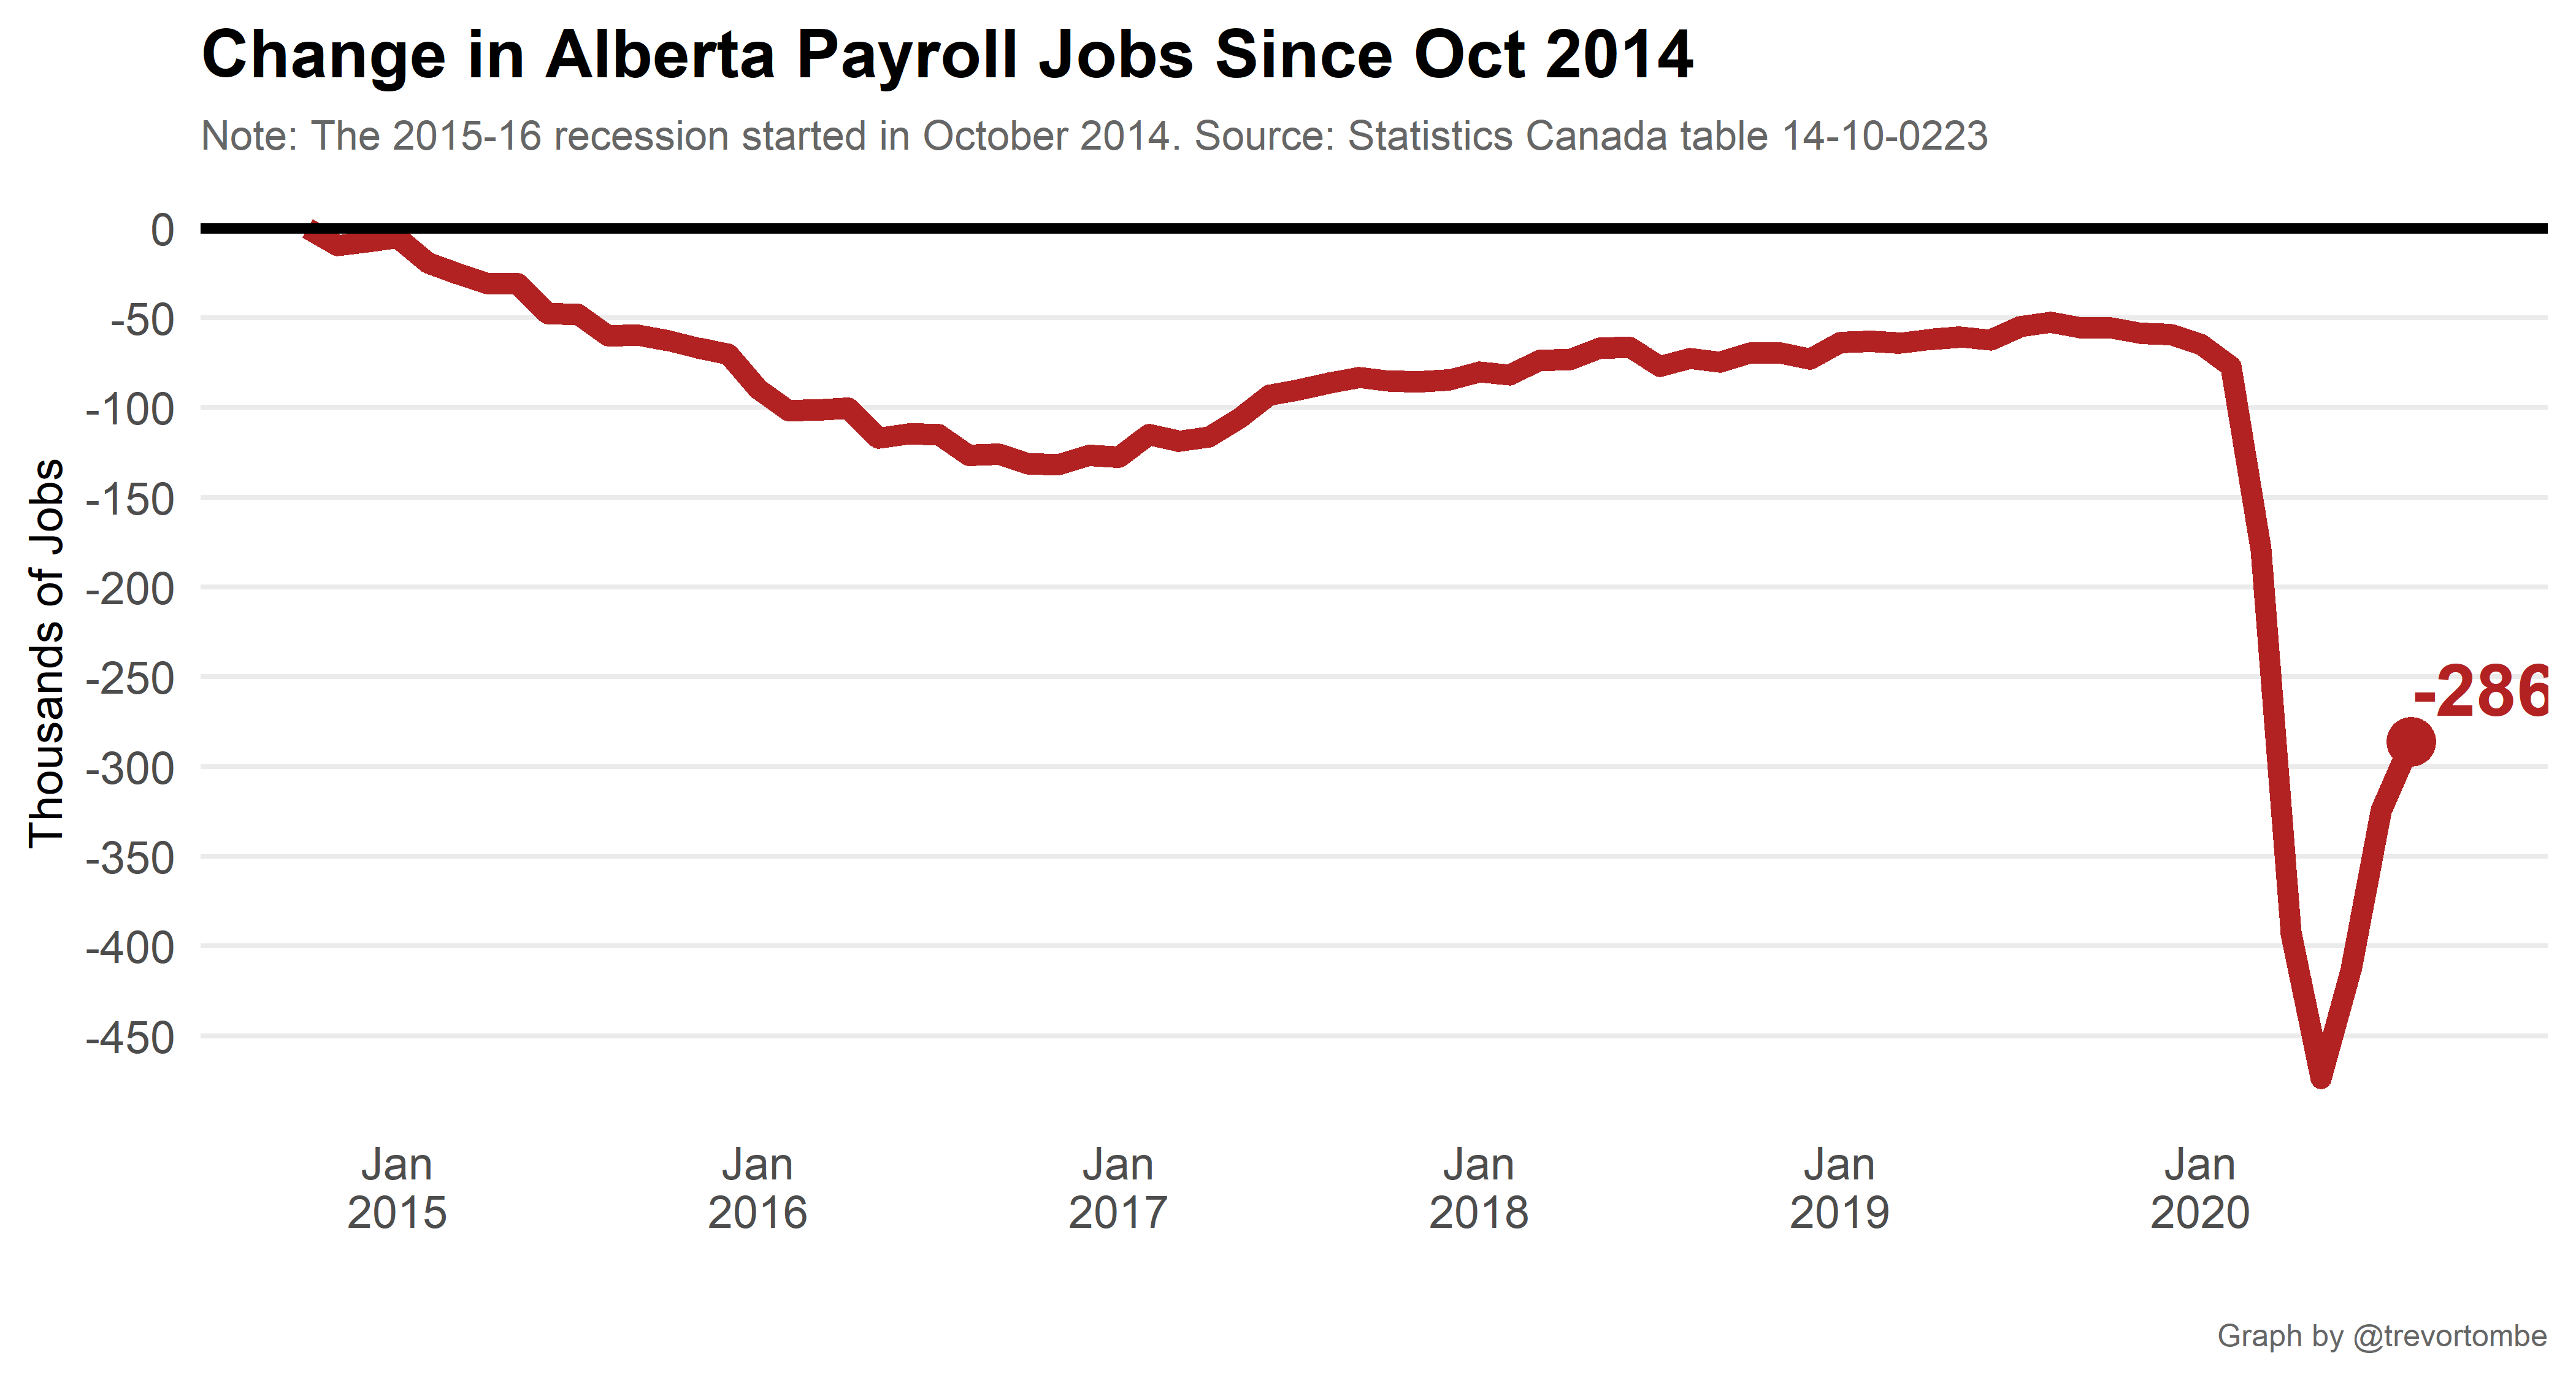 Change in Alberta Payroll Jobs Since Oct 2014
Note: The 2015-16 recession started in October 2014. Source: Statistics Canada table 14-10-0223
Thousands of Jobs
0
-50
-100
-150
-200
-250
-300
-350
-400
-450
-286
Jan
2015
Jan
2016
Jan
2017
Jan
2018
Jan
2019
Jan
2020
Graph by @trevortombe